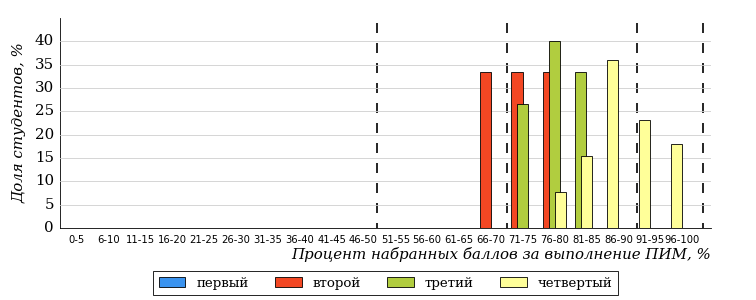 Доля студентов, %
40
35
30
25
20
15
10
5
0
0-5 6-10 11-15 16-20 21-25 26-30 31-35 36-40 41-45 46-50 51-55 56-60 61-65 66-70 71-75 76-80 81-85 86-90 91-95 96-100
Процент набранных баллов за выполнение ПИМ, %
первый второй третий четвертый